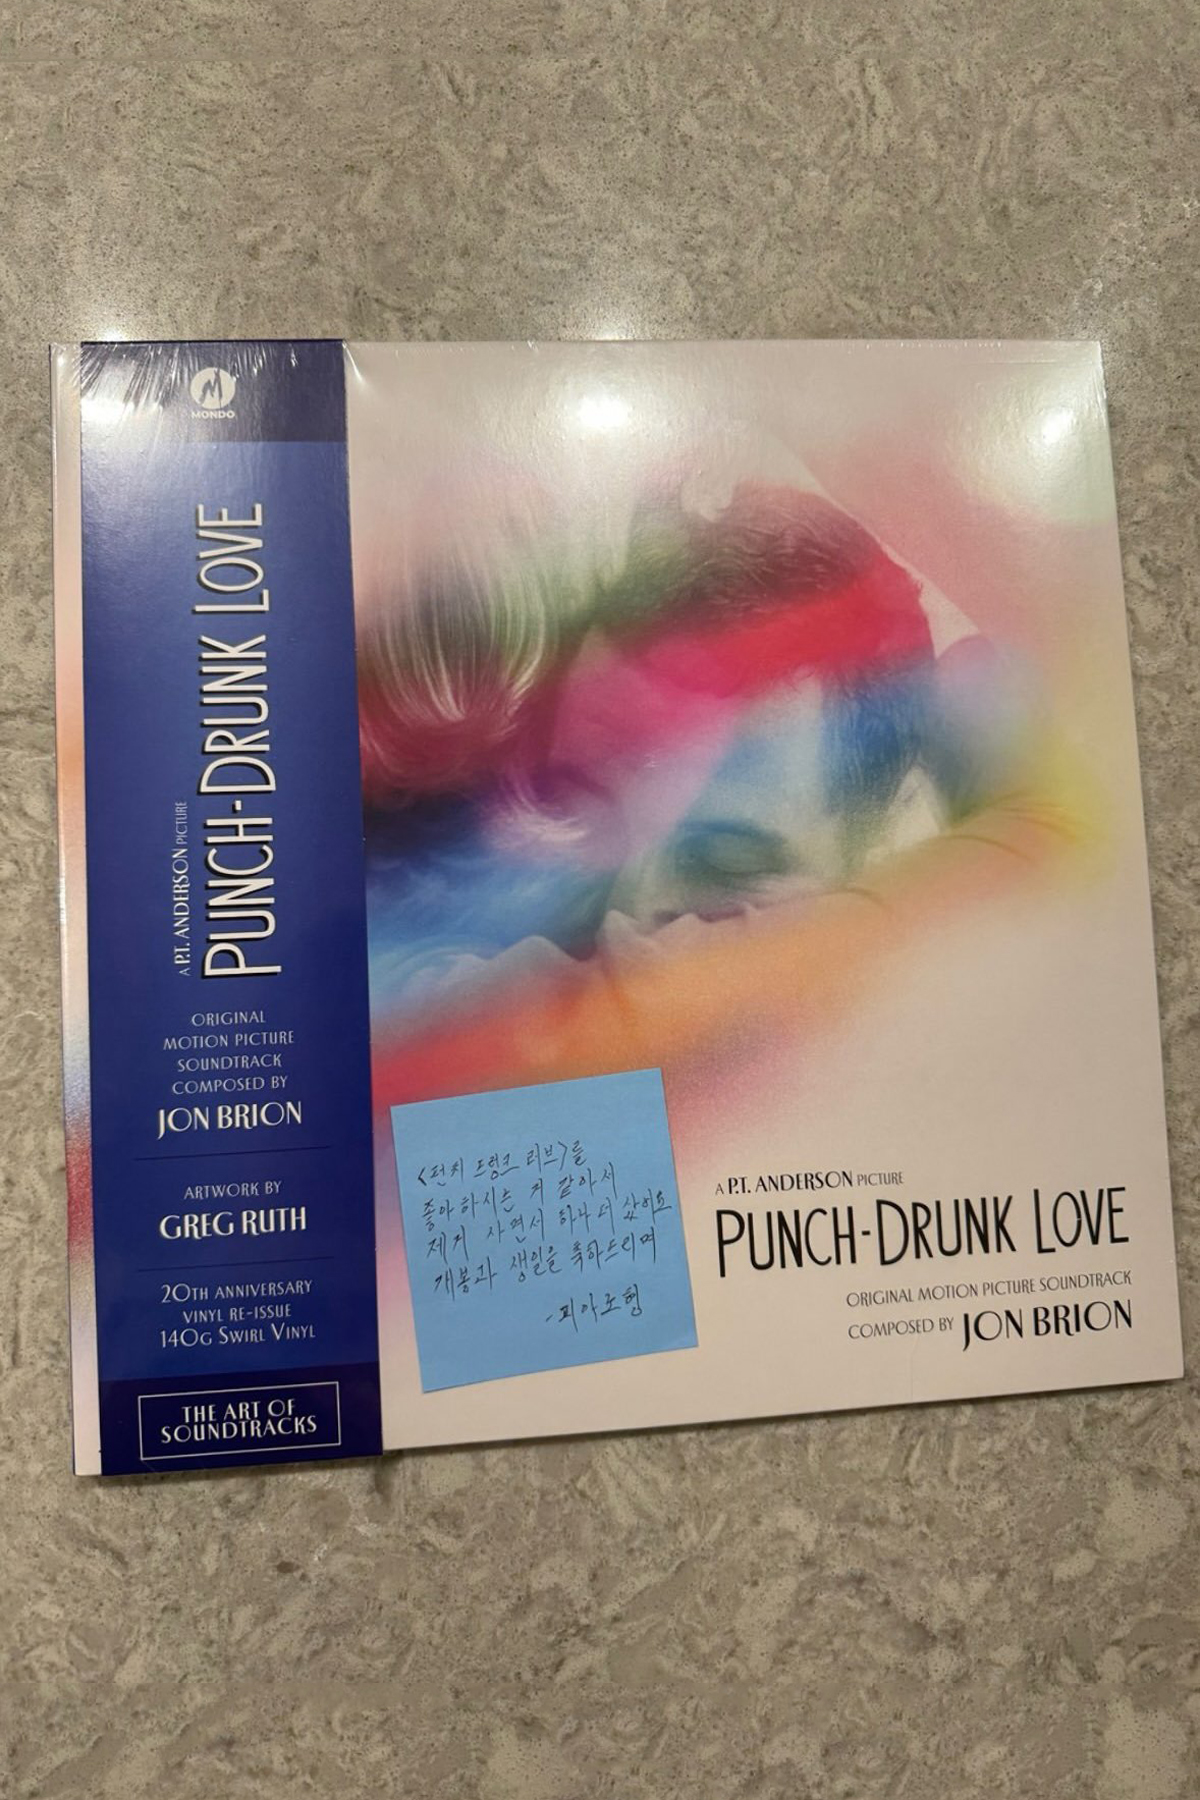 MONDO
A P.T. ANDERSON PICTURE
PUNCH-DRUNK LOVE
ORIGINAL
MOTION PICTURE
SOUNDTRACK
COMPOSED BY
JON BRION
ARTWORK BY
GREG RUTH
20TH ANNIVERSARY
VINYL RE-ISSUE
140G SWIRL VINYL
THE ART OF
SOUNDTRACKS
<펀치 드렁크 러브>를
좋아하시는 거 같아서
제거 사면서 하나 더 샀어요
개봉과 생일을 축하드리며
-피아로형
A P.T. ANDERSON PICTURE
PUNCH-DRUNK LOVE
ORIGINAL MOTION PICTURE SOUNDTRACK
COMPOSED BY JON BRION